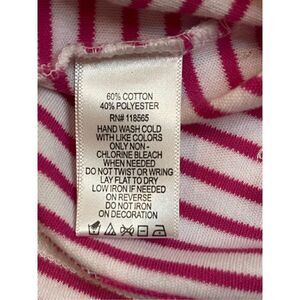 60% COTTON
40% POLYESTER
RN# 118565
HAND WASH COLD
WITH LIKE COLORS
ONLY NON -
CHLORINE BLEACH
WHEN NEEDED
DO NOT TWIST OR WRING
LAY FLAT TO DRY
LOW IRON IF NEEDED
ON REVERSE
DO NOT IRON
ON DECORATION